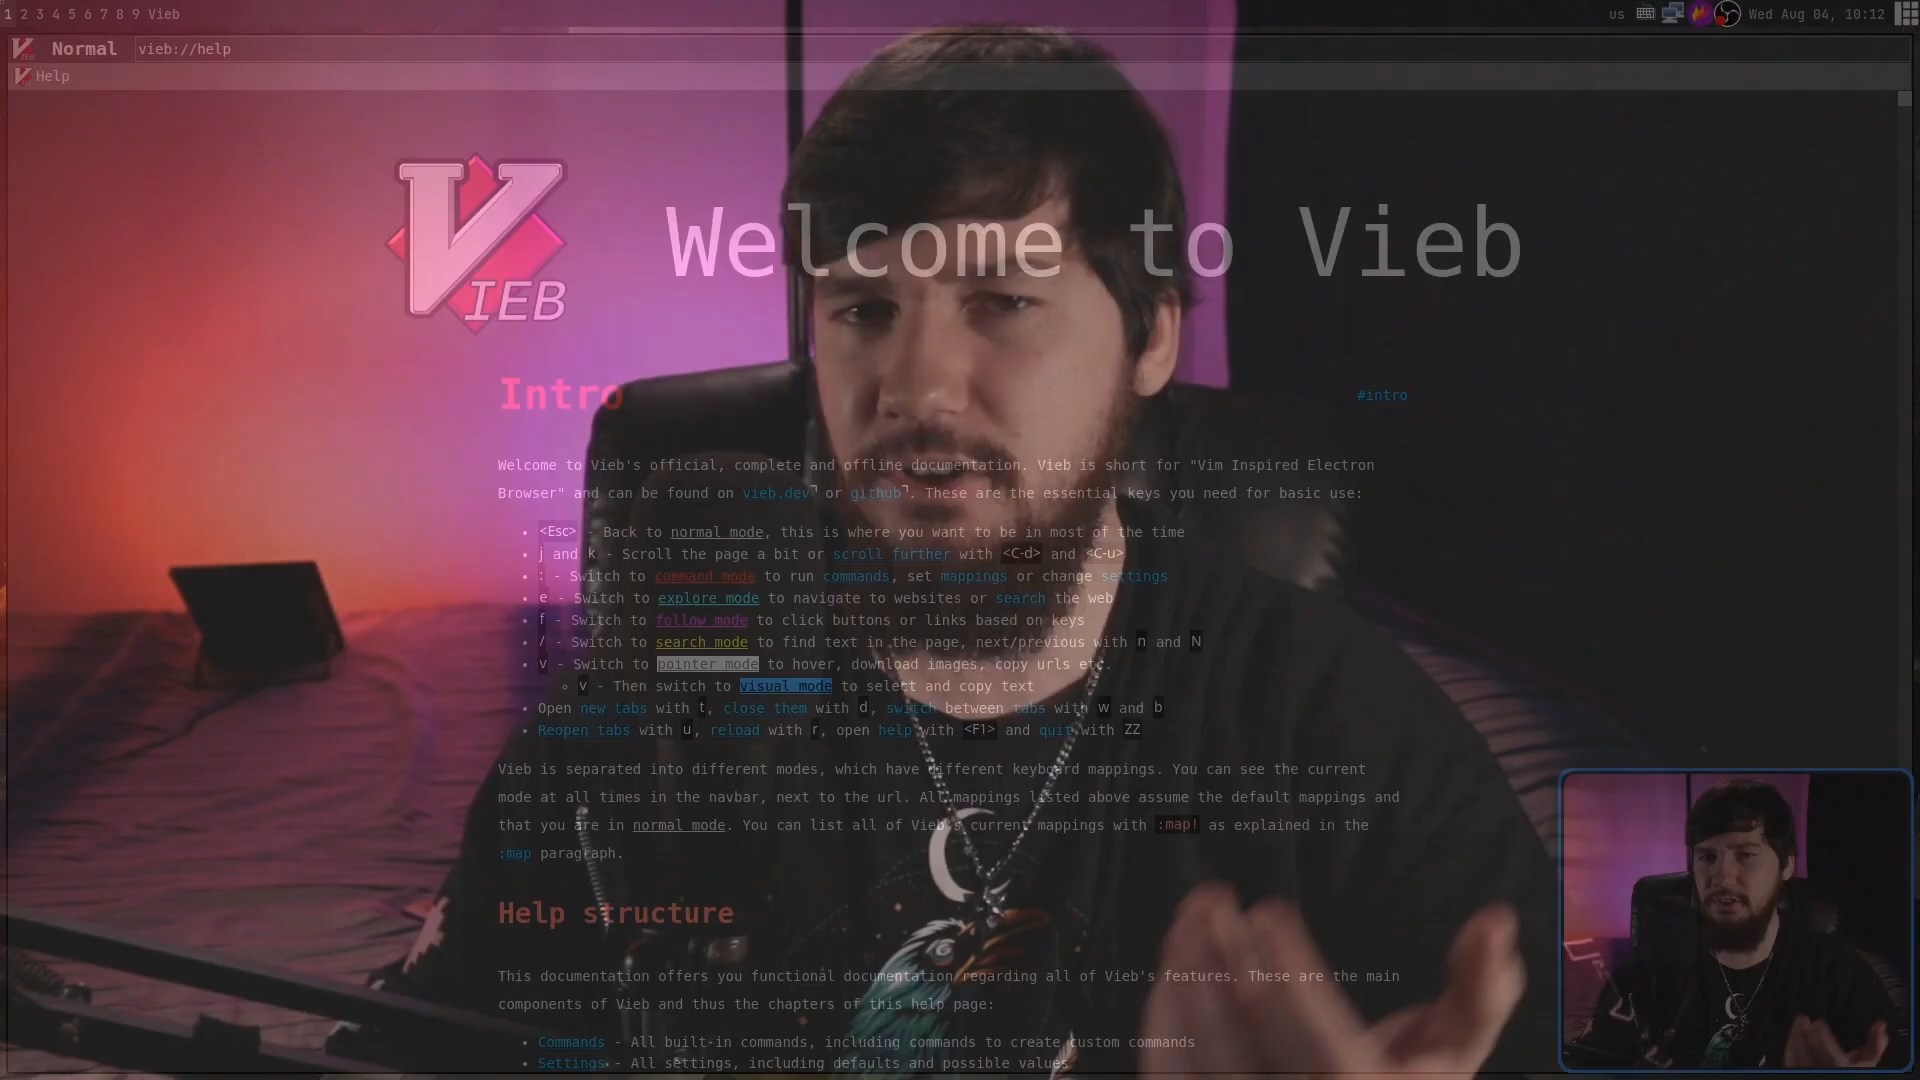 1 2 3 4 5 6 7 8 9 Vieb
us Wed Aug 04, 10:12
Normal vieb://help
Help
VIEB
Welcome to Vieb
Intro #intro
Welcome to Vieb's official, complete and offline documentation. Vieb is short for "Vim Inspired Electron
Browser" and can be found on vieb.dev or github. These are the essential keys you need for basic use:
• <Esc> - Back to normal mode, this is where you want to be in most of the time
• j and k - Scroll the page a bit or scroll further with <C-d> and <C-u>
• : - Switch to command mode to run commands, set mappings or change settings
• e - Switch to explore mode to navigate to websites or search the web
• f - Switch to follow mode to click buttons or links based on keys
• / - Switch to search mode to find text in the page, next/previous with n and N
• v - Switch to pointer mode to hover, download images, copy urls etc.
◦ v - Then switch to visual mode to select and copy text
• Open new tabs with t, close them with d, switch between tabs with w and b
• Reopen tabs with u, reload with r, open help with <F1> and quit with ZZ
Vieb is separated into different modes, which have different keyboard mappings. You can see the current
mode at all times in the navbar, next to the url. All mappings listed above assume the default mappings and
that you are in normal mode. You can list all of Vieb's current mappings with :map! as explained in the
:map paragraph.
Help structure
This documentation offers you functional documentation regarding all of Vieb's features. These are the main
components of Vieb and thus the chapters of this help page:
• Commands - All built-in commands, including commands to create custom commands
• Settings - All settings, including defaults and possible values